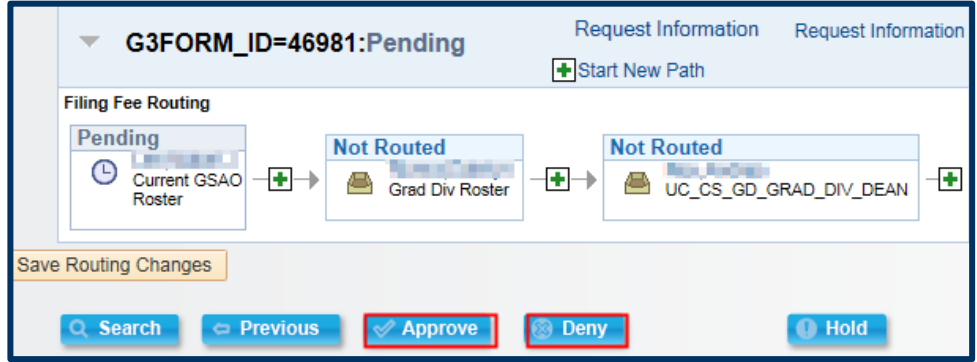 G3FORM_ID=46981:Pending
Request Information
Request Information
Start New Path
Filing Fee Routing
Pending
Current GSAO
Roster
Not Routed
Grad Div Roster
Not Routed
UC_CS_GD_GRAD_DIV_DEAN
Save Routing Changes
Search
Previous
Approve
Deny
Hold